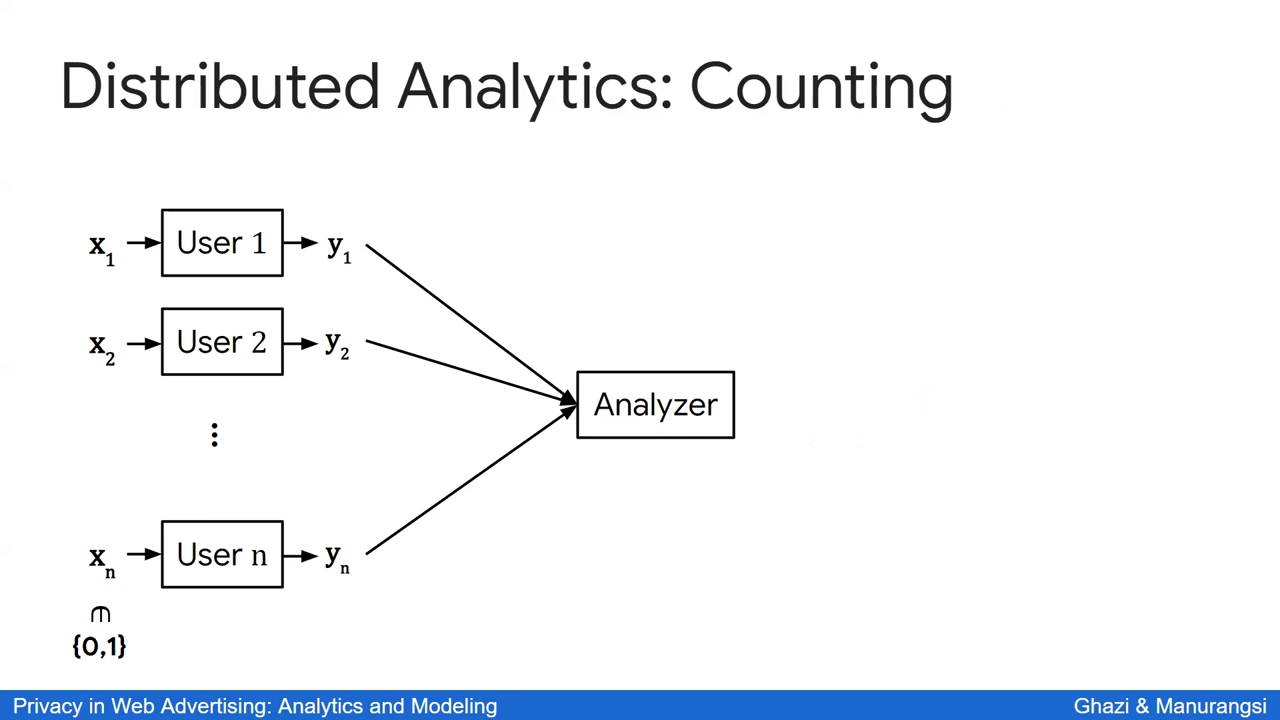 Distributed Analytics: Counting
x₁ User 1 y₁
x₂ User 2 y₂
⋮
Analyzer
xₙ User n yₙ
∈
{0,1}
Privacy in Web Advertising: Analytics and Modeling Ghazi & Manurangsi